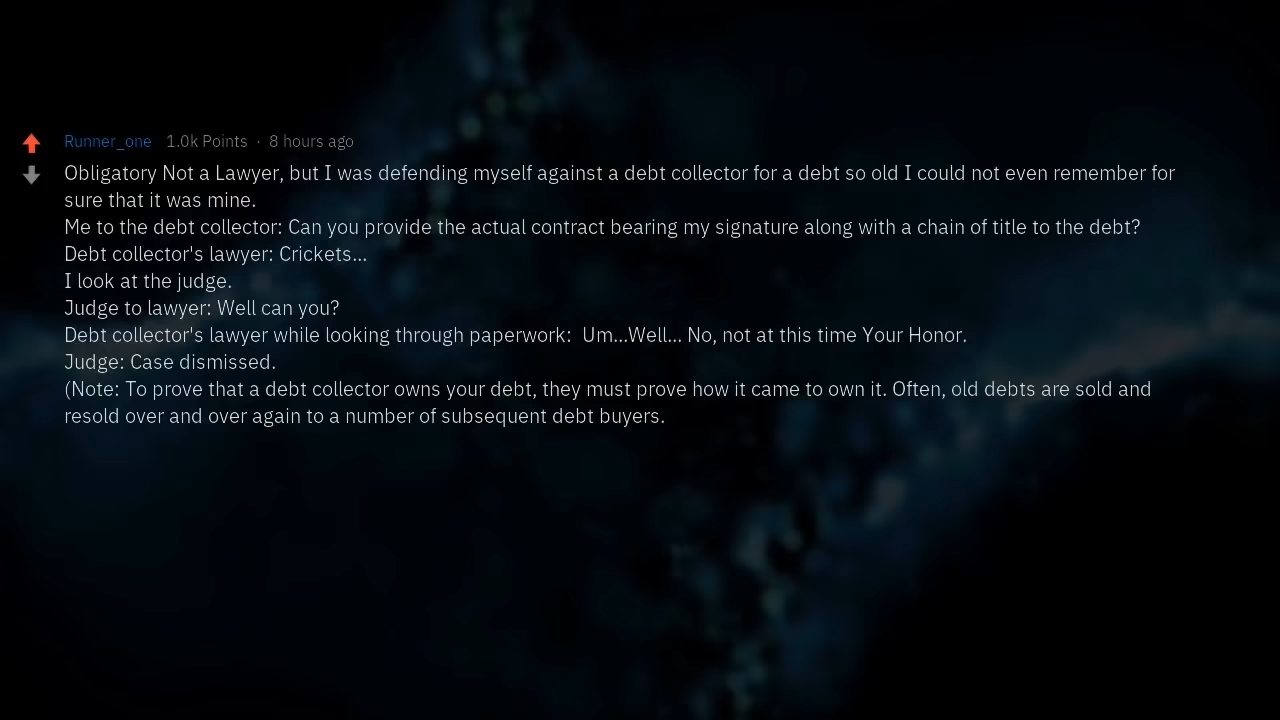 Runner_one 1.0k Points · 8 hours ago
Obligatory Not a Lawyer, but I was defending myself against a debt collector for a debt so old I could not even remember for
sure that it was mine.
Me to the debt collector: Can you provide the actual contract bearing my signature along with a chain of title to the debt?
Debt collector's lawyer: Crickets...
I look at the judge.
Judge to lawyer: Well can you?
Debt collector's lawyer while looking through paperwork:  Um...Well... No, not at this time Your Honor.
Judge: Case dismissed.
(Note: To prove that a debt collector owns your debt, they must prove how it came to own it. Often, old debts are sold and
resold over and over again to a number of subsequent debt buyers.